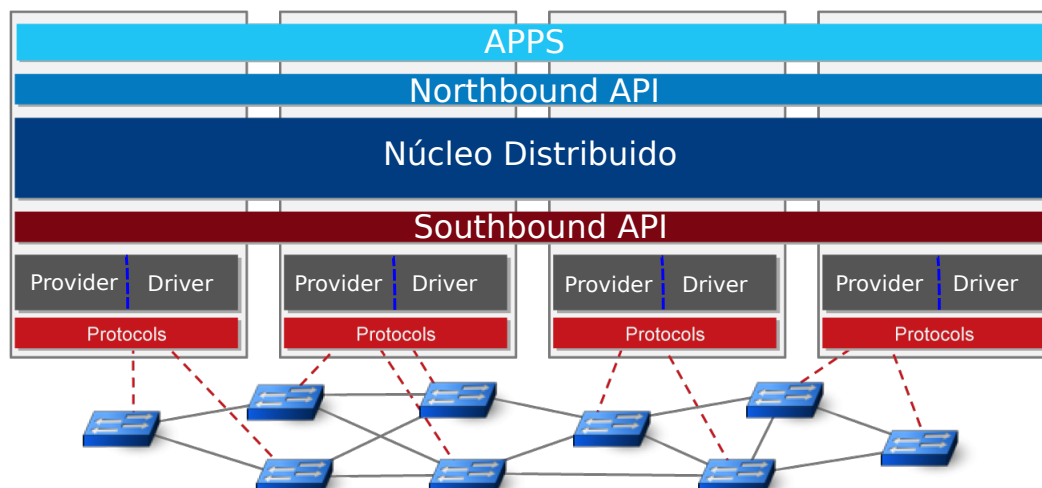 APPS
Northbound API
Núcleo Distribuido
Southbound API
Provider Driver Provider Driver Provider Driver Provider Driver
Protocols Protocols Protocols Protocols